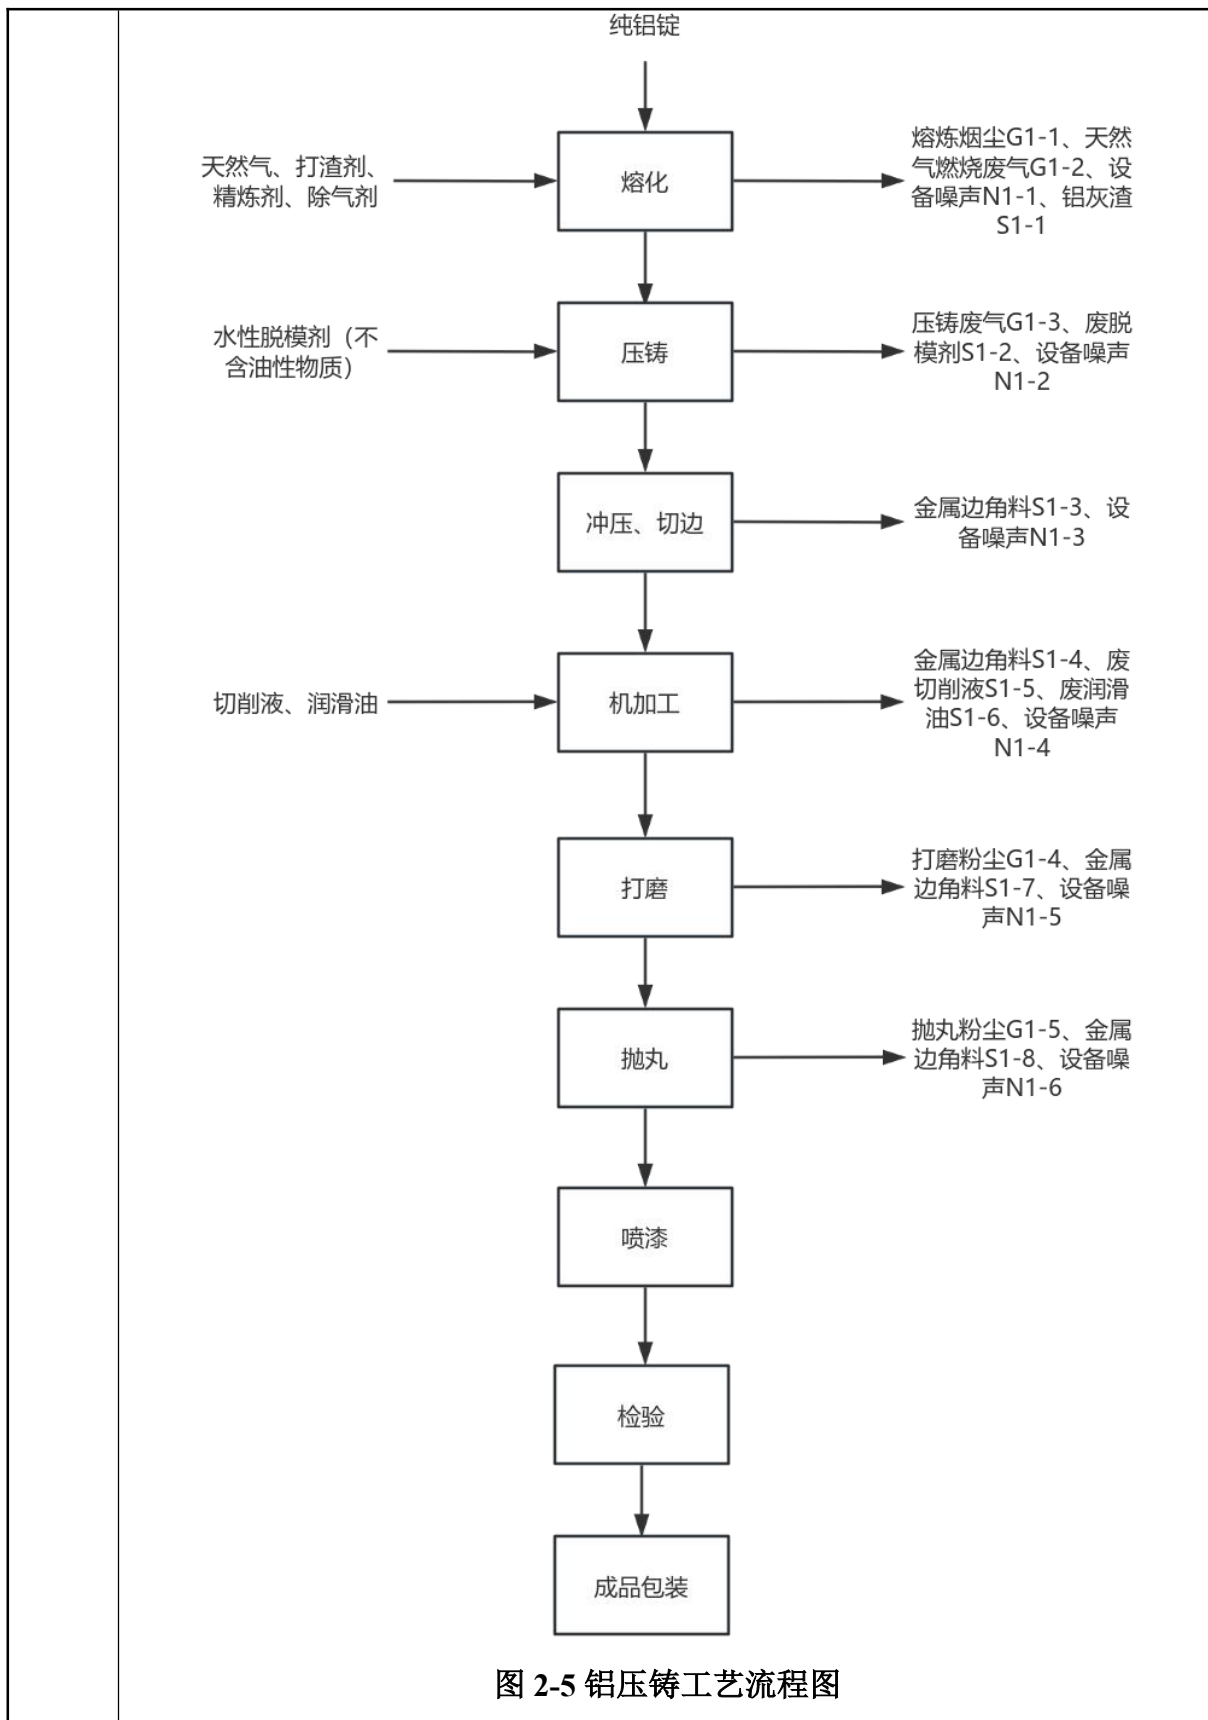 纯铝锭
天然气、打渣剂、
精炼剂、除气剂
熔化
熔炼烟尘G1-1、天然
气燃烧废气G1-2、设
备噪声N1-1、铝灰渣
S1-1
水性脱模剂（不
含油性物质）
压铸
压铸废气G1-3、废脱
模剂S1-2、设备噪声
N1-2
冲压、切边
金属边角料S1-3、设
备噪声N1-3
切削液、润滑油
机加工
金属边角料S1-4、废
切削液S1-5、废润滑
油S1-6、设备噪声
N1-4
打磨
打磨粉尘G1-4、金属
边角料S1-7、设备噪
声N1-5
抛丸
抛丸粉尘G1-5、金属
边角料S1-8、设备噪
声N1-6
喷漆
检验
成品包装
图 2-5 铝压铸工艺流程图